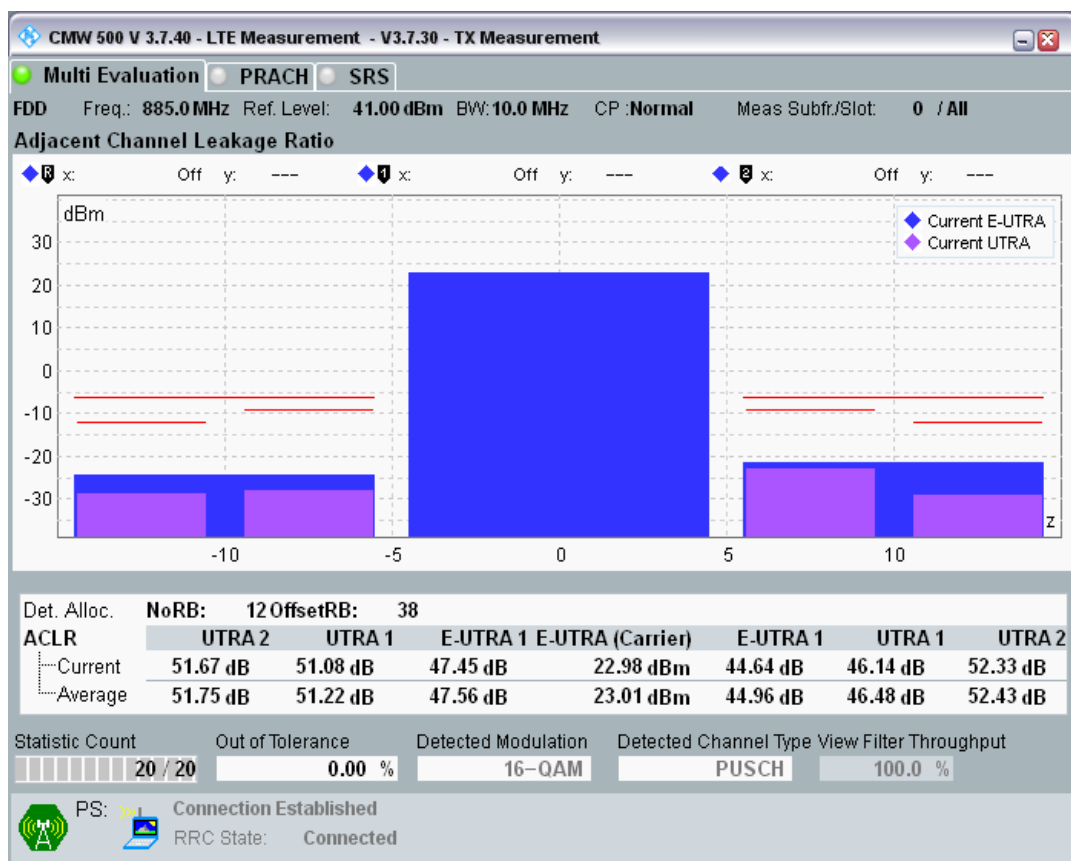 CMW 500 V 3.7.40 - LTE Measurement - V3.7.30 - TX Measurement
Multi Evaluation PRACH SRS
FDD Freq.: 885.0 MHz Ref. Level: 41.00 dBm BW: 10.0 MHz CP :Normal Meas Subfr./Slot: 0 / All
Adjacent Channel Leakage Ratio
R x: Off y: --- 1 x: Off y: --- 2 x: Off y: ---
dBm
Current E-UTRA
Current UTRA
30
20
10
0
-10
-20
-30
z
-10 -5 0 5 10
Det. Alloc. NoRB: 12 OffsetRB: 38
ACLR UTRA 2 UTRA 1 E-UTRA 1 E-UTRA (Carrier) E-UTRA 1 UTRA 1 UTRA 2
Current 51.67 dB 51.08 dB 47.45 dB 22.98 dBm 44.64 dB 46.14 dB 52.33 dB
Average 51.75 dB 51.22 dB 47.56 dB 23.01 dBm 44.96 dB 46.48 dB 52.43 dB
Statistic Count Out of Tolerance Detected Modulation Detected Channel Type View Filter Throughput
20 / 20 0.00 % 16-QAM PUSCH 100.0 %
PS: Connection Established
RRC State: Connected